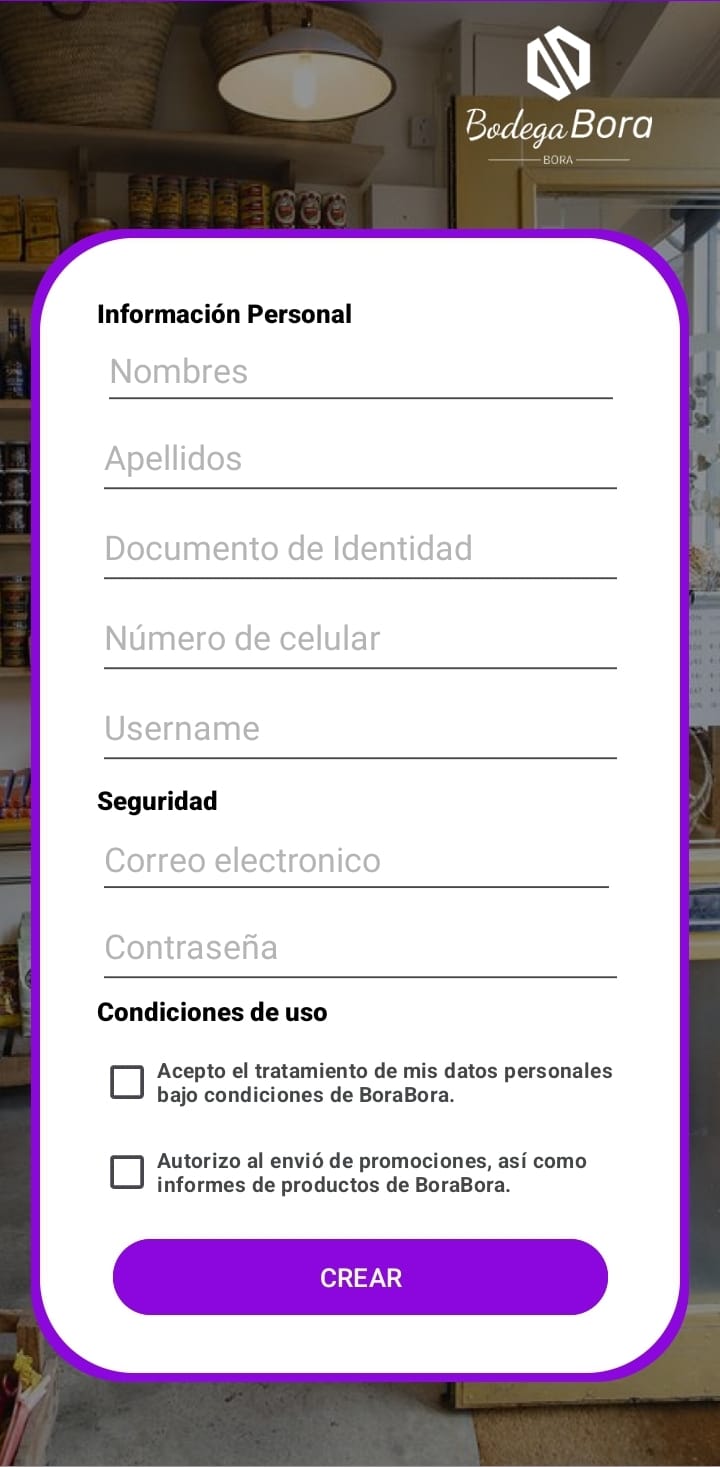 Bodega Bora
BORA
Información Personal
Nombres
Apellidos
Documento de Identidad
Número de celular
Username
Seguridad
Correo electronico
Contraseña
Condiciones de uso
Acepto el tratamiento de mis datos personales
bajo condiciones de BoraBora.
Autorizo al envió de promociones, así como
informes de productos de BoraBora.
CREAR